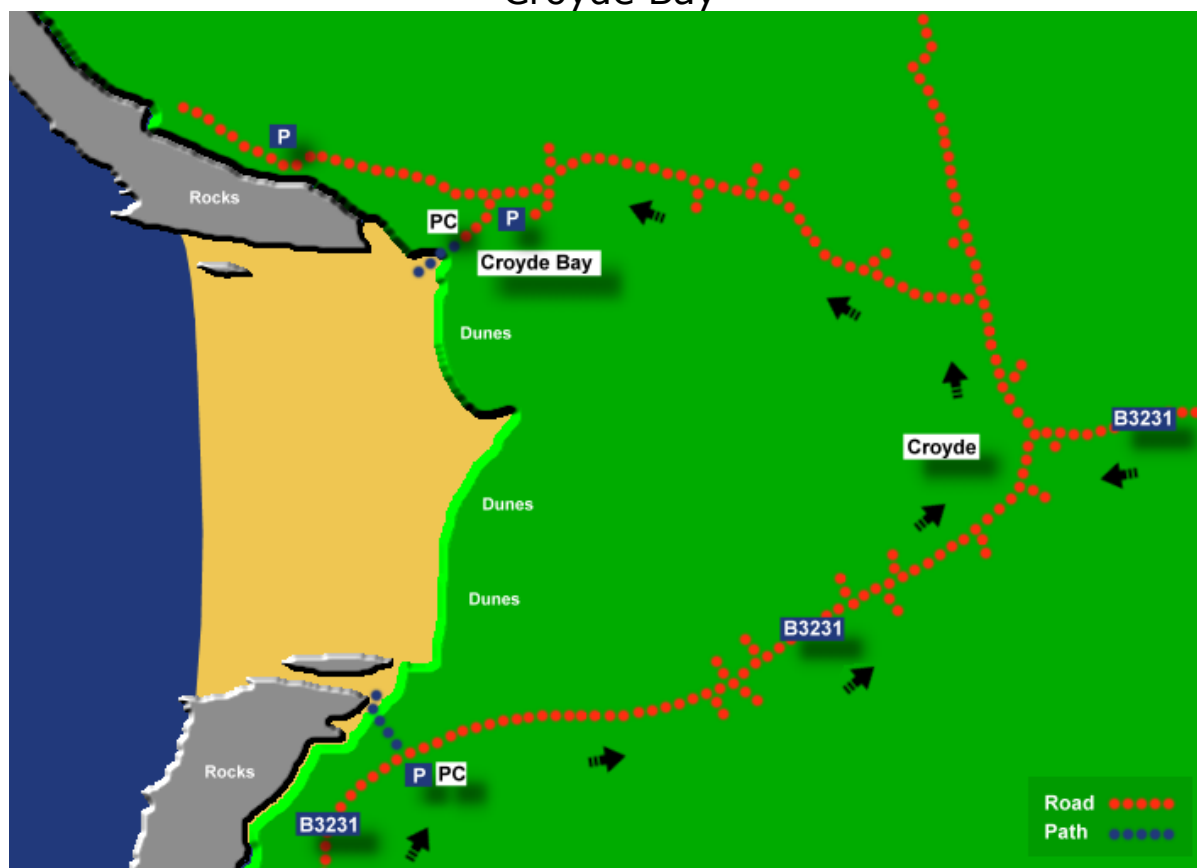 Croyde Bay
P
Rocks
PC
P
Croyde Bay
Dunes
B3231
Croyde
Dunes
Dunes
B3231
Rocks
P
PC
B3231
Road
Path